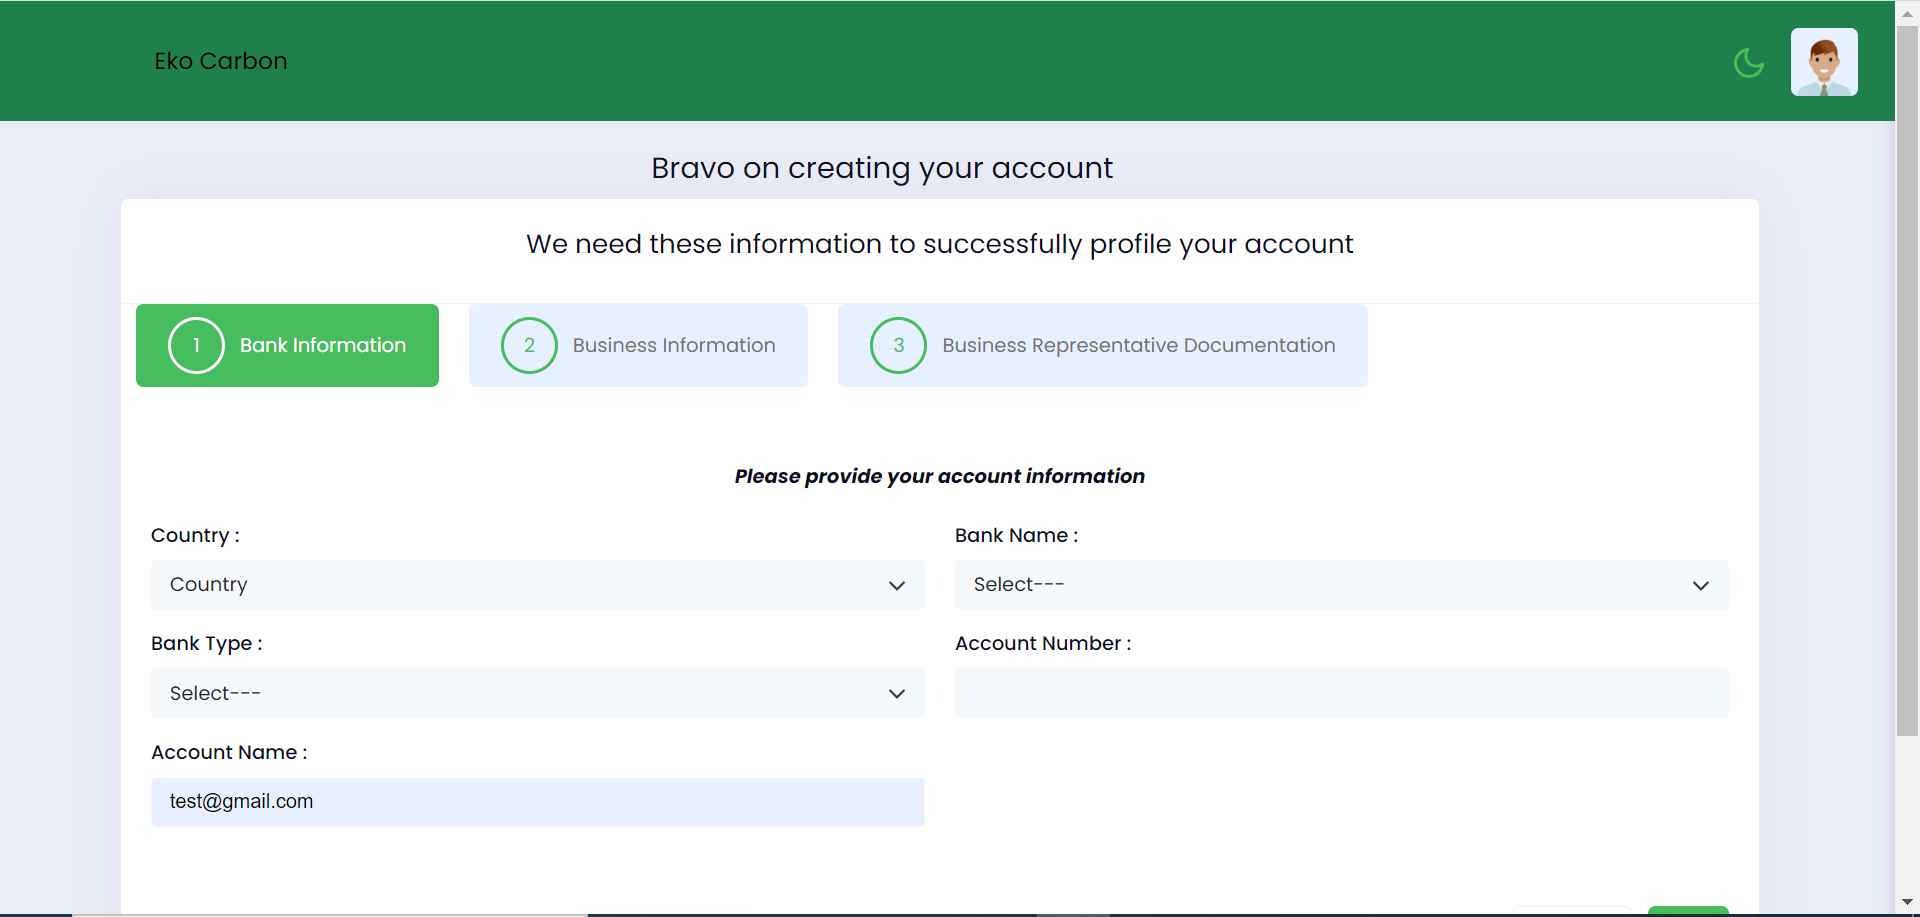 Eko Carbon
Bravo on creating your account
We need these information to successfully profile your account
1 Bank Information
2 Business Information
3 Business Representative Documentation
Please provide your account information
Country :
Bank Name :
Country
Select---
Bank Type :
Account Number :
Select---
Account Name :
test@gmail.com